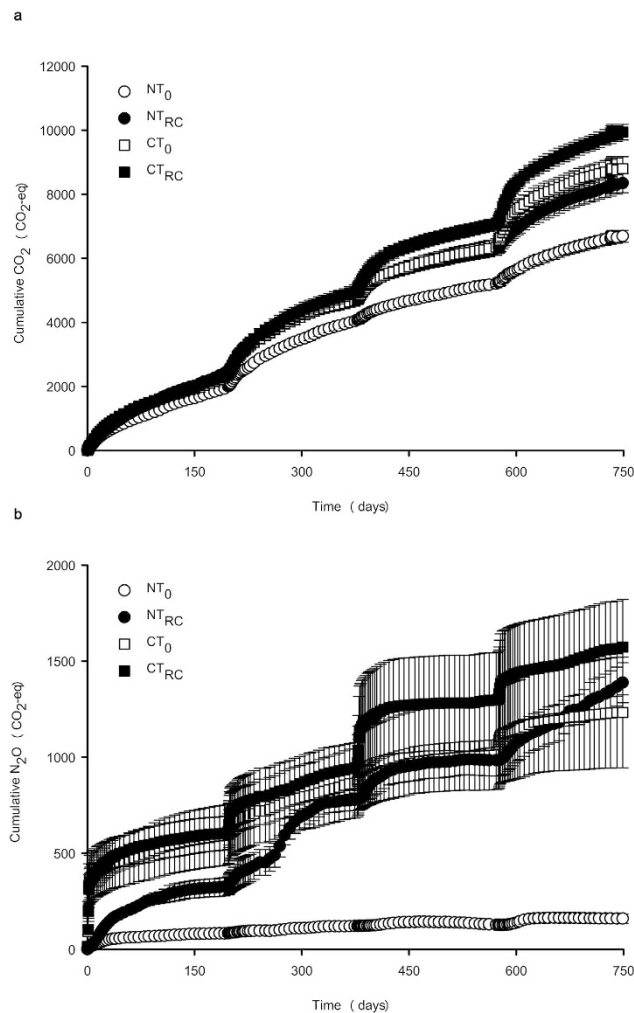 a
12000
10000
8000
6000
4000
2000
0
Cumulative CO2 ( CO2-eq)
NT0
NTRC
CT0
CTRC
0 150 300 450 600 750
Time ( days)
b
2000
1500
1000
500
0
Cumulative N2O (CO2-eq)
NT0
NTRC
CT0
CTRC
0 150 300 450 600 750
Time ( days)